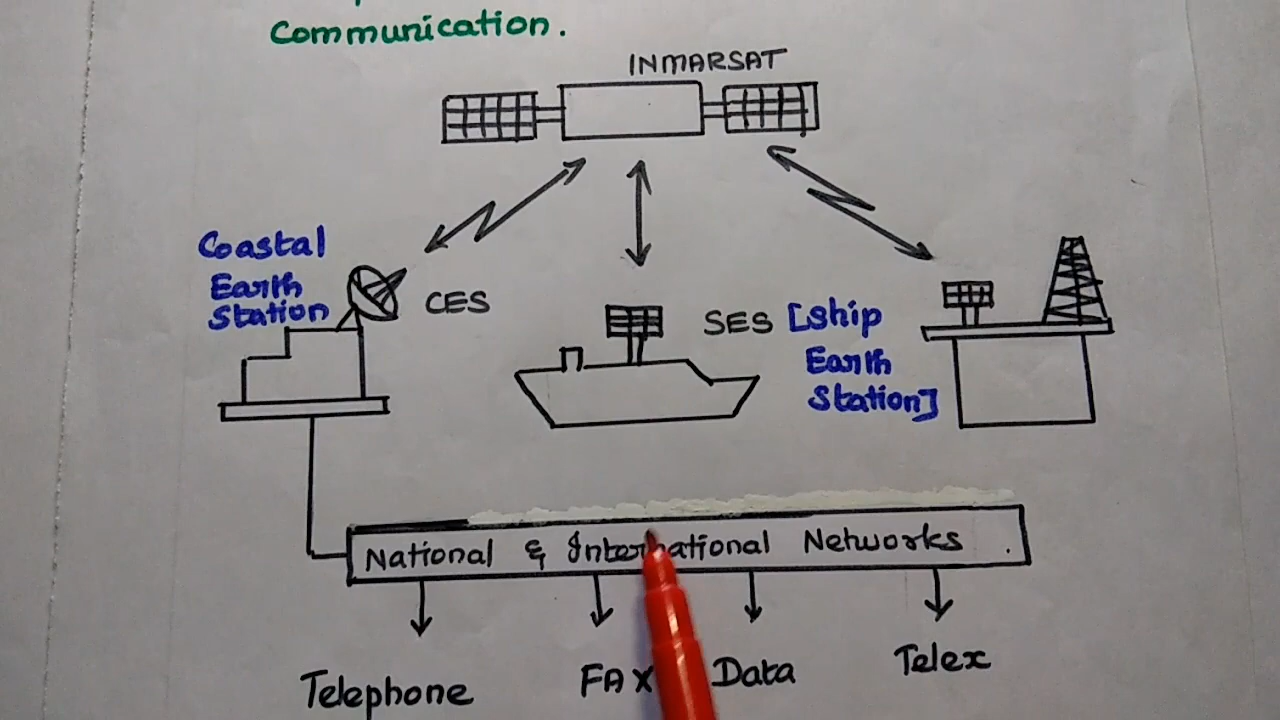 Communication.
INMARSAT
Coastal
Earth
Station
CES
SES [ship
Earth
Station]
National & International Networks
Telephone
FAX
Data
Telex